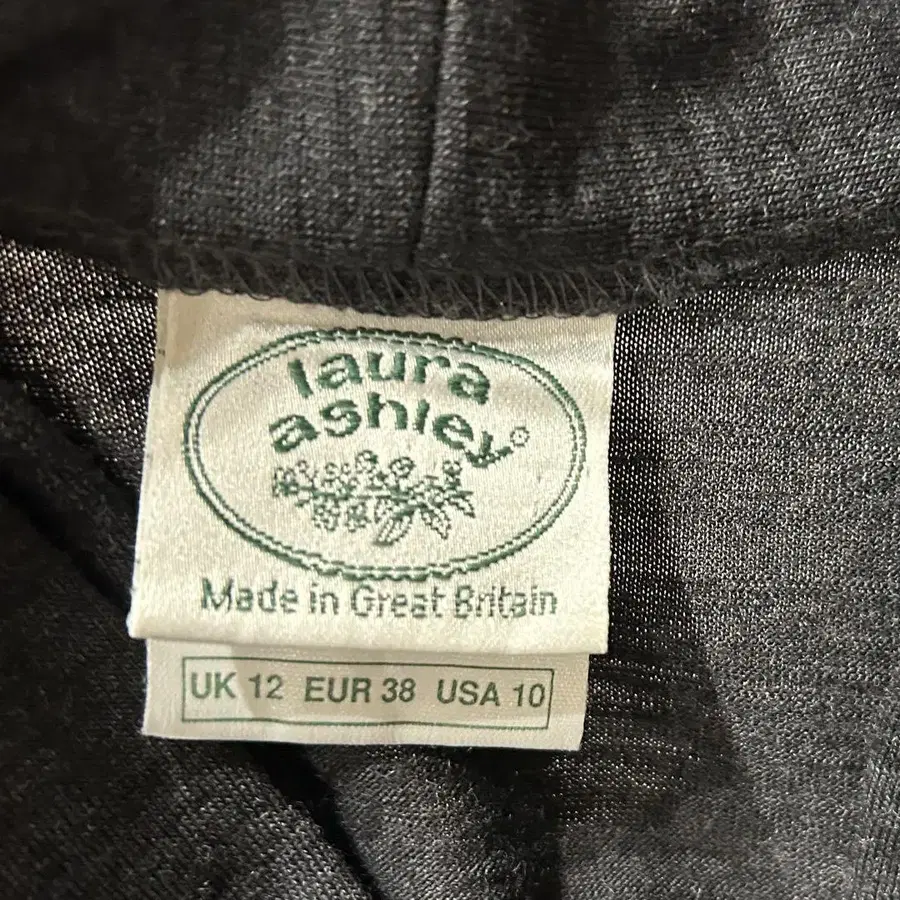 laura
ashley®
Made in Great Britain
UK 12 EUR 38 USA 10